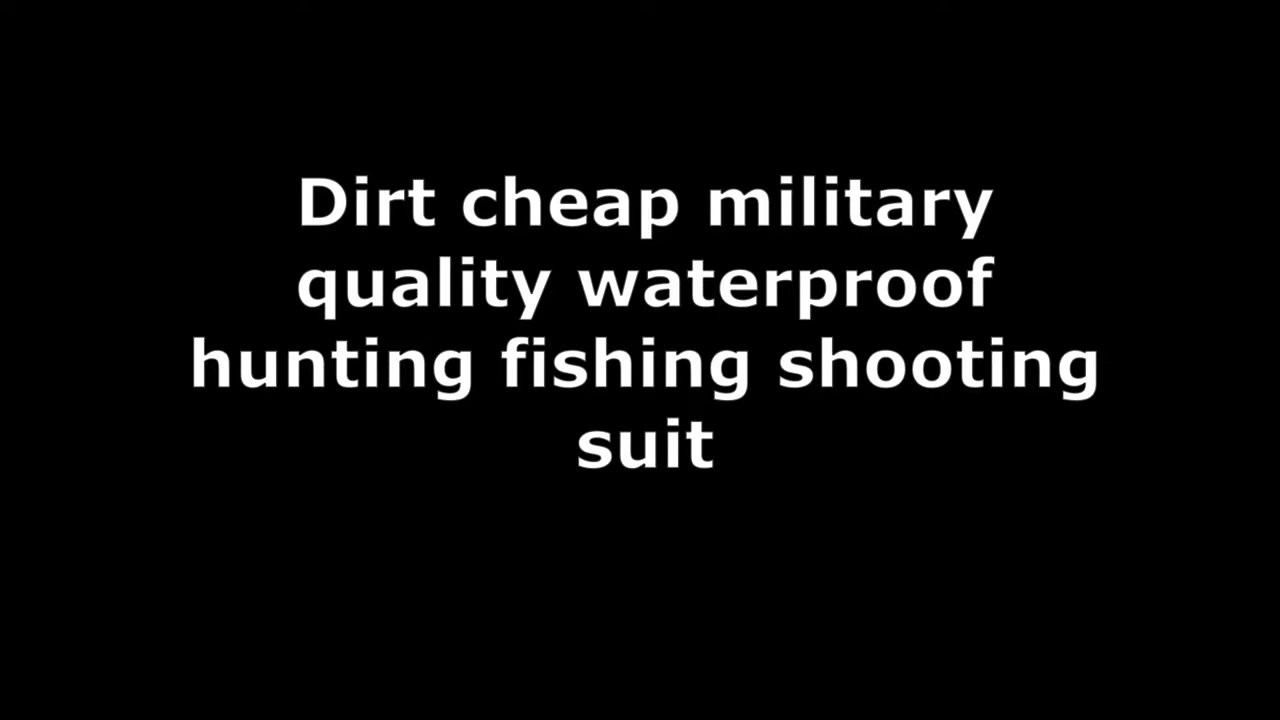 Dirt cheap military
quality waterproof
hunting fishing shooting
suit